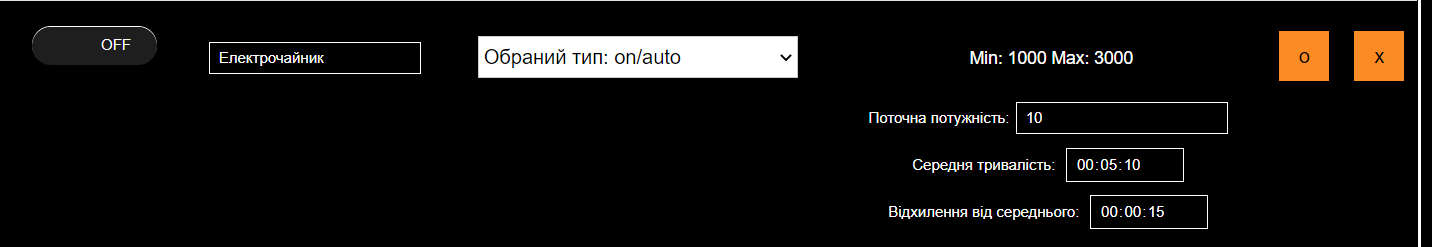 OFF
Електрочайник
Обраний тип: on/auto
Min: 1000 Max: 3000
o
x
Поточна потужність: 10
Середня тривалість: 00:05:10
Відхилення від середнього: 00:00:15